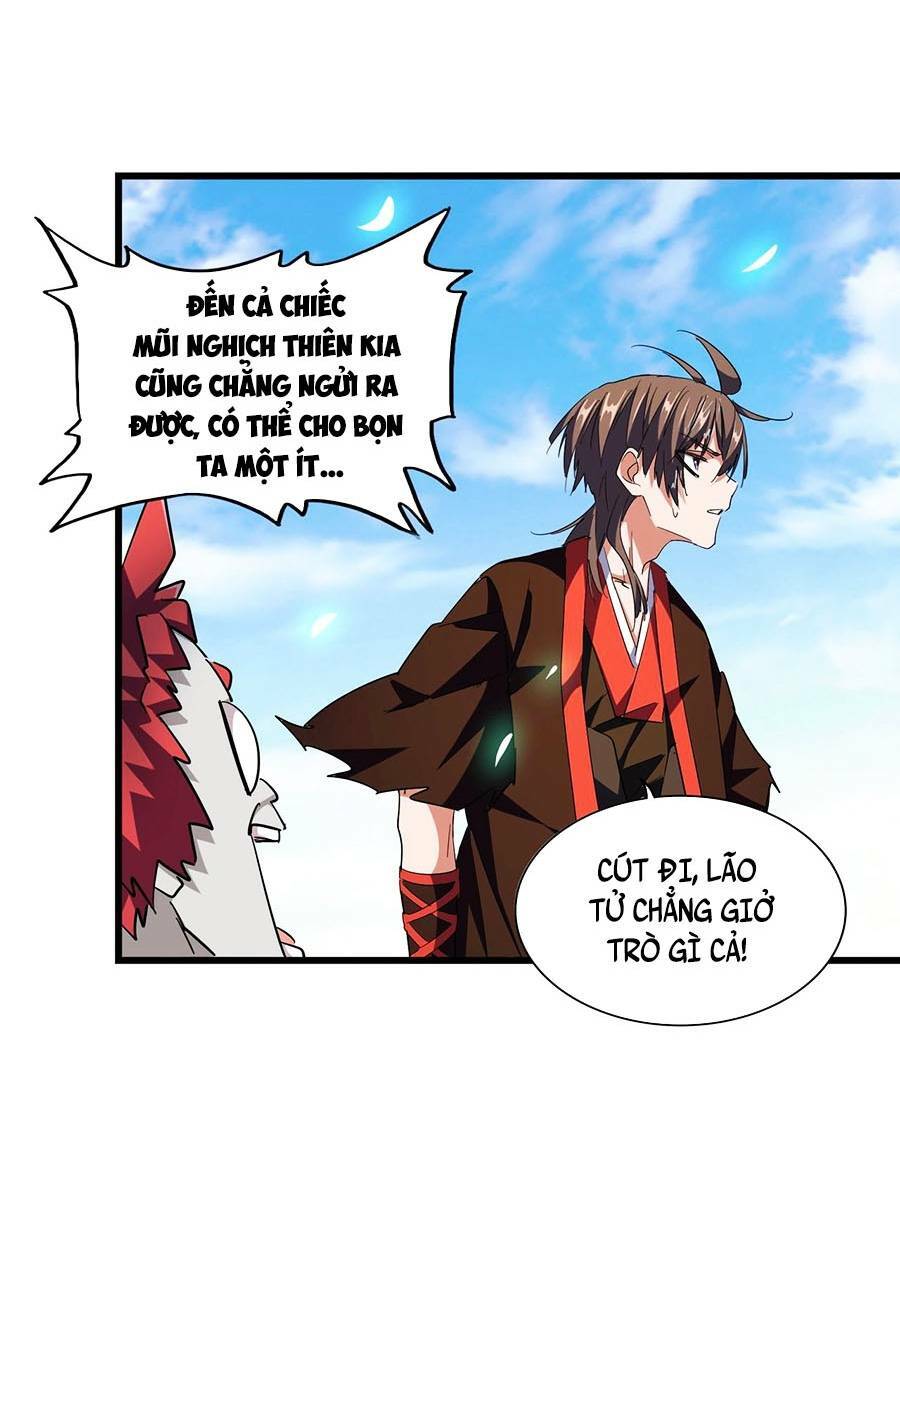 ĐẾN CẢ CHIẾC
MŨI NGHỊCH THIÊN KIA
CŨNG CHẲNG NGỬI RA
ĐƯỢC, CÓ THỂ CHO BỌN
TA MỘT ÍT...
CÚT ĐI, LÃO
TỬ CHẲNG GIỞ
TRÒ GÌ CẢ!